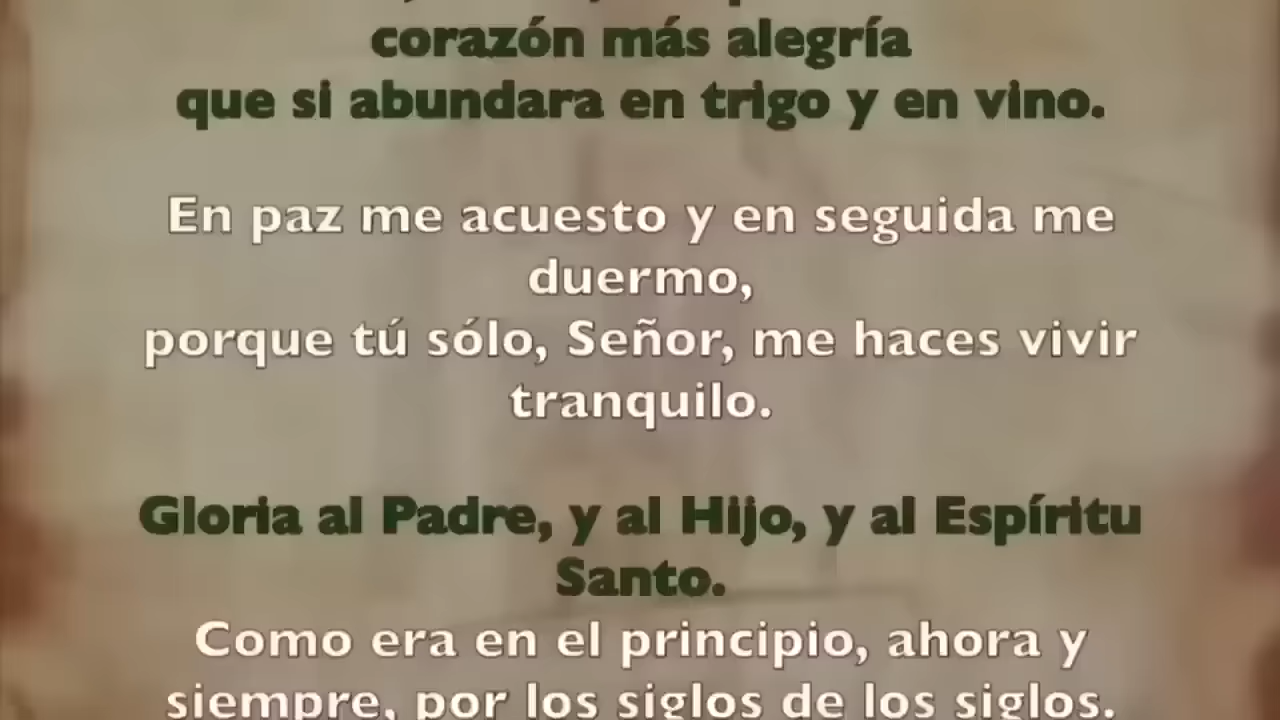 corazón más alegría
que si abundara en trigo y en vino.
En paz me acuesto y en seguida me
duermo,
porque tú sólo, Señor, me haces vivir
tranquilo.
Gloria al Padre, y al Hijo, y al Espíritu
Santo.
Como era en el principio, ahora y
siempre, por los siglos de los siglos.